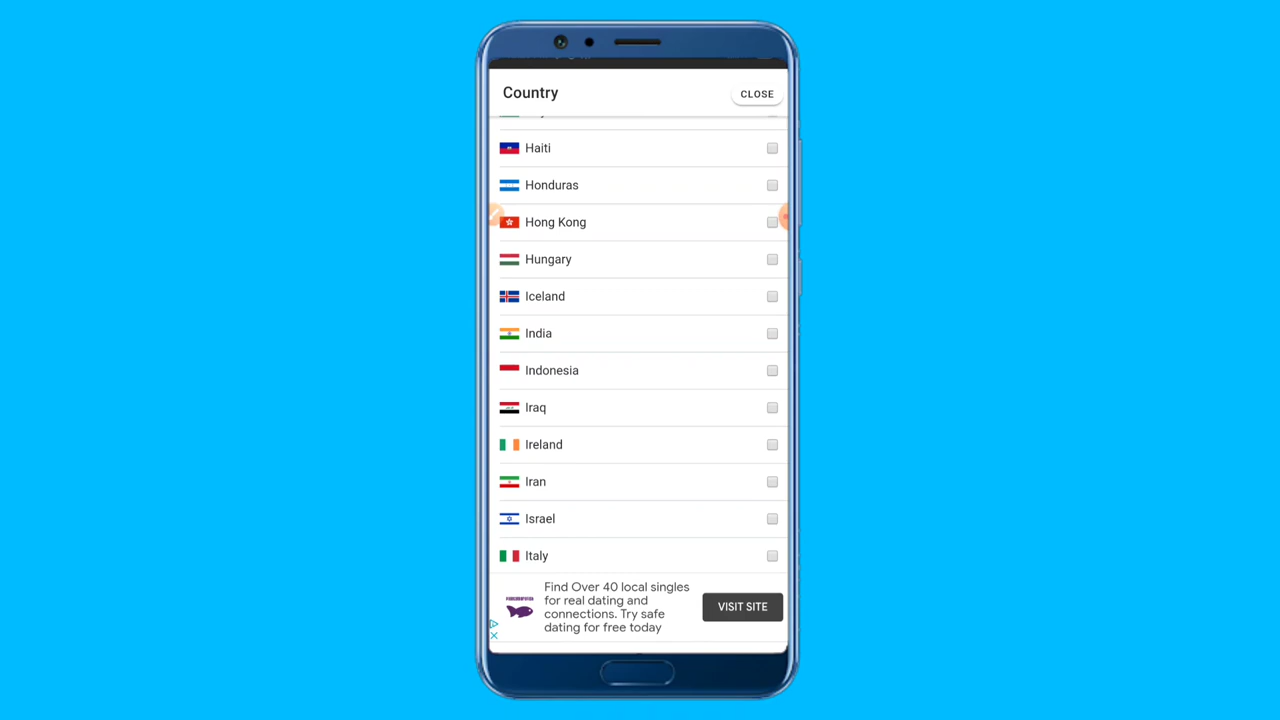 Country
CLOSE
Haiti
Honduras
Hong Kong
Hungary
Iceland
India
Indonesia
Iraq
Ireland
Iran
Israel
Italy
Find Over 40 local singles
for real dating and
connections. Try safe
dating for free today
VISIT SITE